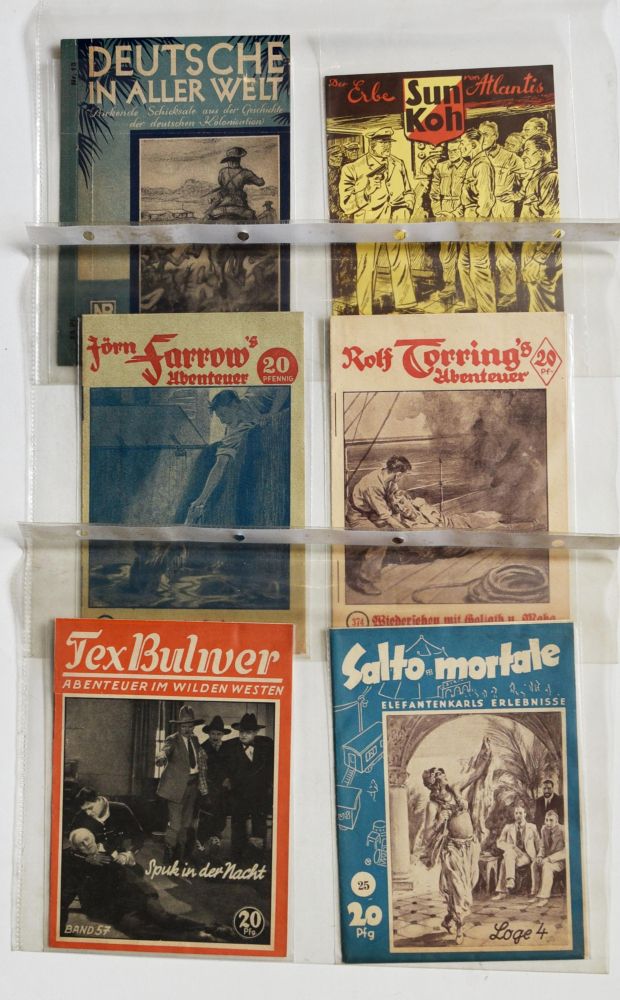 Nr. 15
DEUTSCHE
IN ALLER WELT
Packende Schicksale aus der Geschichte
der deutschen Kolonisation
Der Erbe von Atlantis
Sun
Koh
Jörn Farrow's
Abenteuer
20
PFENNIG
Rolf Torring's
Abenteuer
20
Pf.
374 Wiedersehen mit Goliath u. Maha
Tex Bulwer
ABENTEUER IM WILDEN WESTEN
Spuk in der Nacht
BAND 57
20
Pfg
Salto mortale
ELEFANTENKARLS ERLEBNISSE
25
20
Pfg
Loge 4